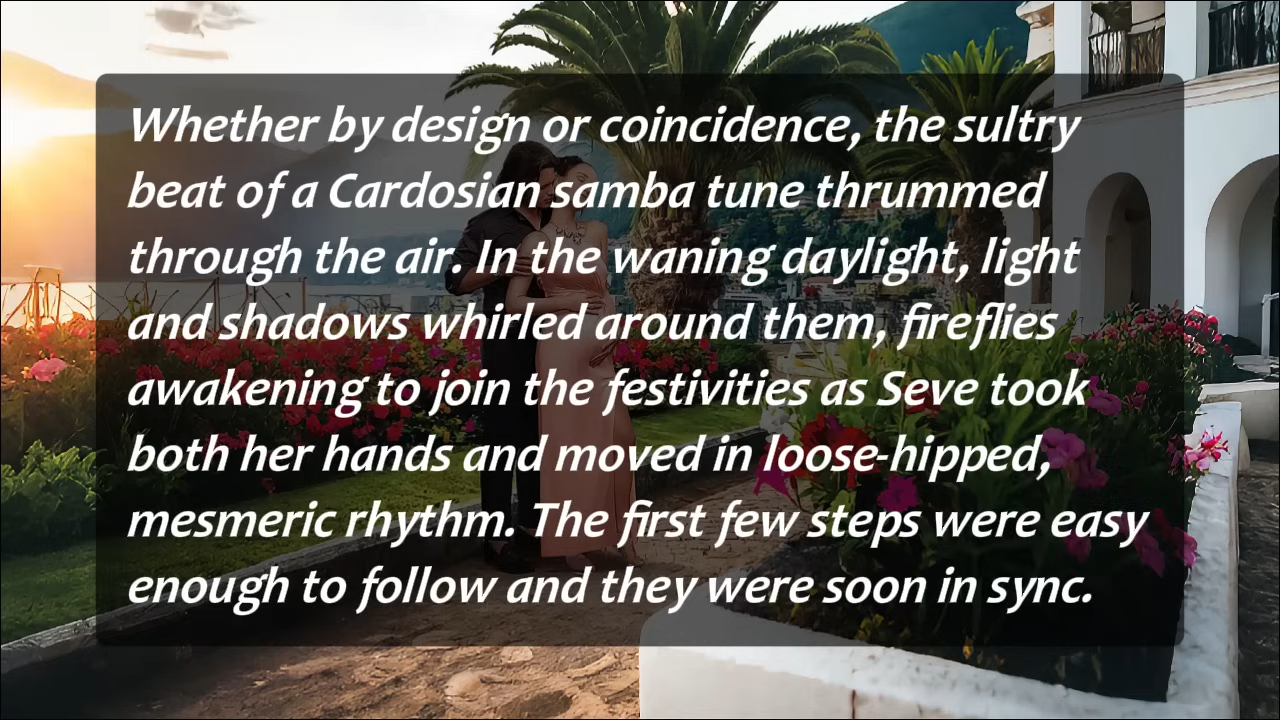 Whether by design or coincidence, the sultry
beat of a Cardosian samba tune thrummed
through the air. In the waning daylight, light
and shadows whirled around them, fireflies
awakening to join the festivities as Seve took
both her hands and moved in loose-hipped,
mesmeric rhythm. The first few steps were easy
enough to follow and they were soon in sync.